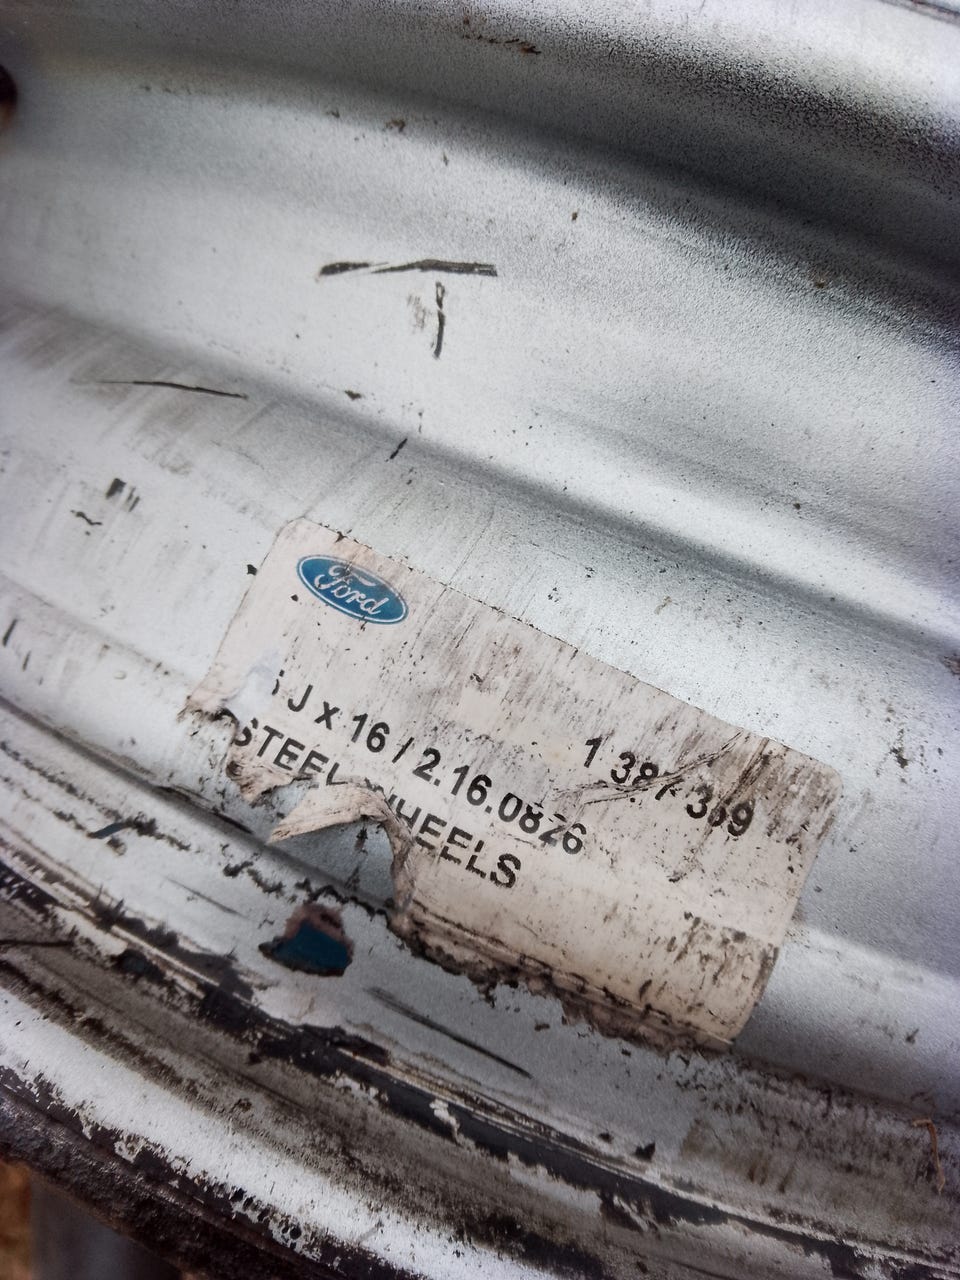 Ford
J x 16 / 2.16.0826
STEEL WHEELS